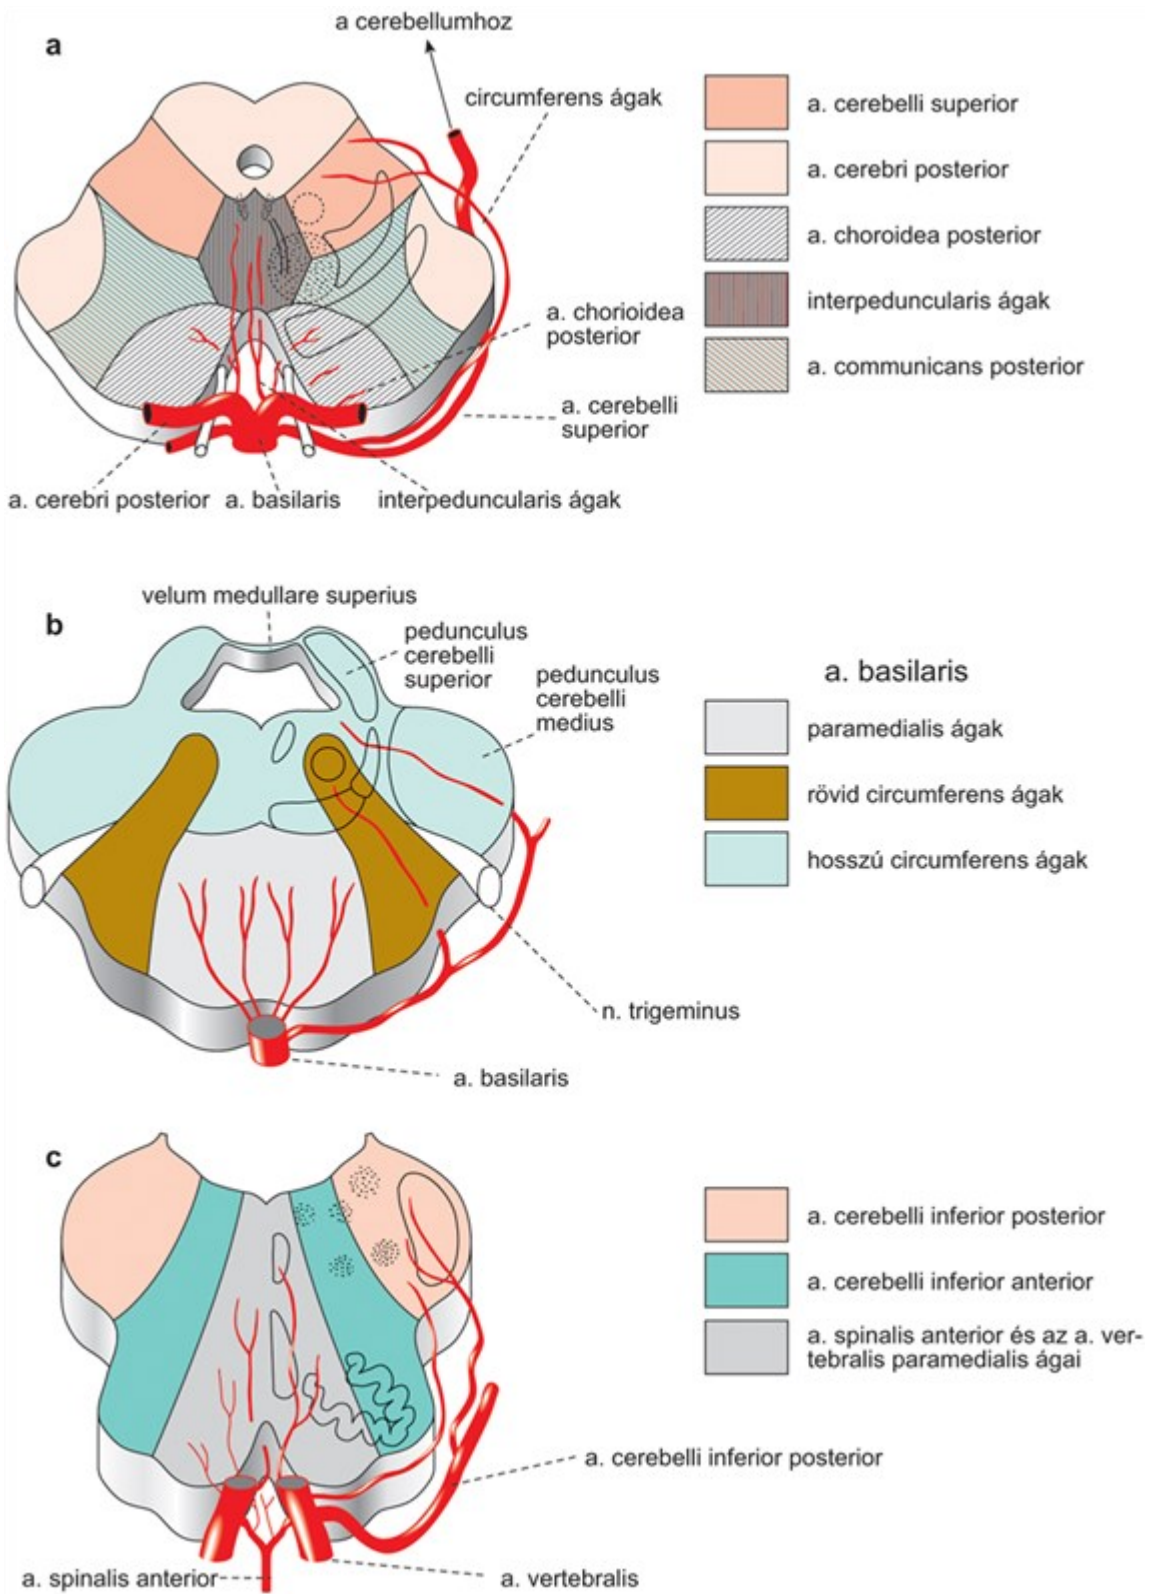 a cerebellumhoz
a
circumferens ágak
a. cerebelli superior
a. cerebri posterior
a. choroidea posterior
interpeduncularis ágak
a. communicans posterior
a. chorioidea
posterior
a. cerebelli
superior
a. cerebri posterior
a. basilaris
interpeduncularis ágak
b
velum medullare superius
pedunculus
cerebelli
superior
pedunculus
cerebelli
medius
a. basilaris
paramedialis ágak
rövid circumferens ágak
hosszú circumferens ágak
n. trigeminus
a. basilaris
c
a. cerebelli inferior posterior
a. cerebelli inferior anterior
a. spinalis anterior és az a. ver-
tebralis paramedialis ágai
a. cerebelli inferior posterior
a. spinalis anterior
a. vertebralis